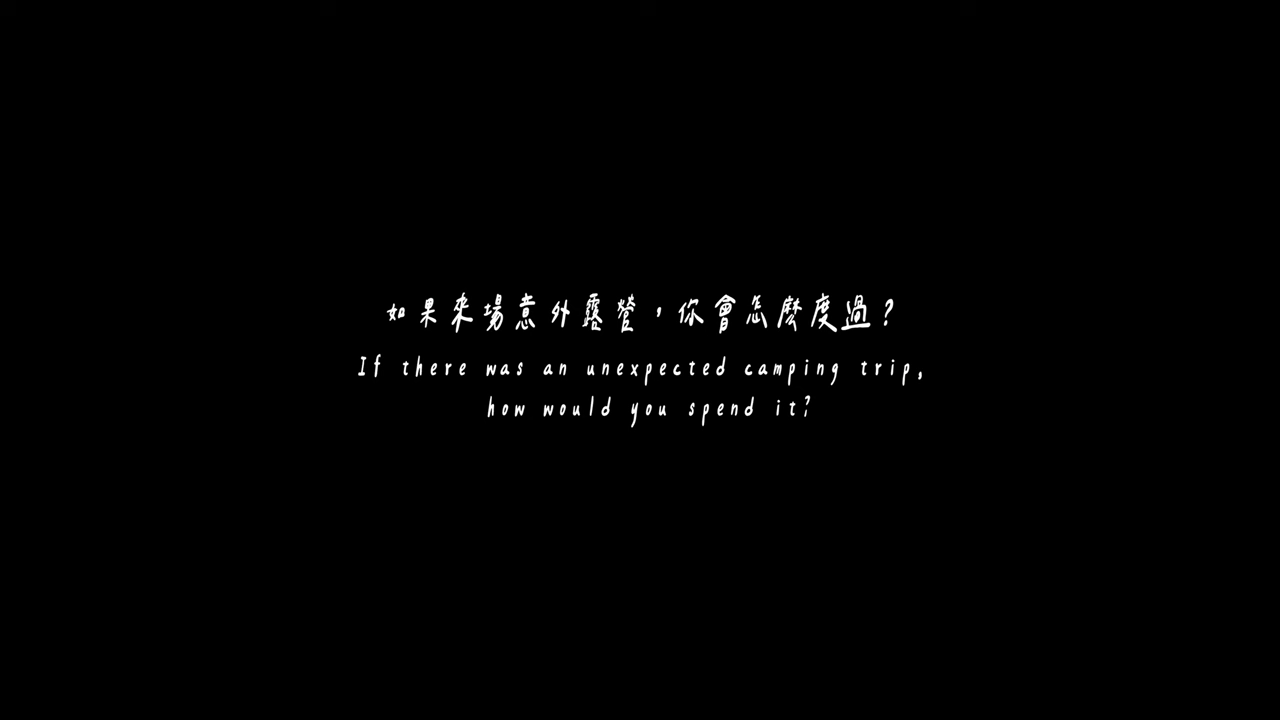 如果來場意外露營，你會怎麼度過？
If there was an unexpected camping trip,
how would you spend it?